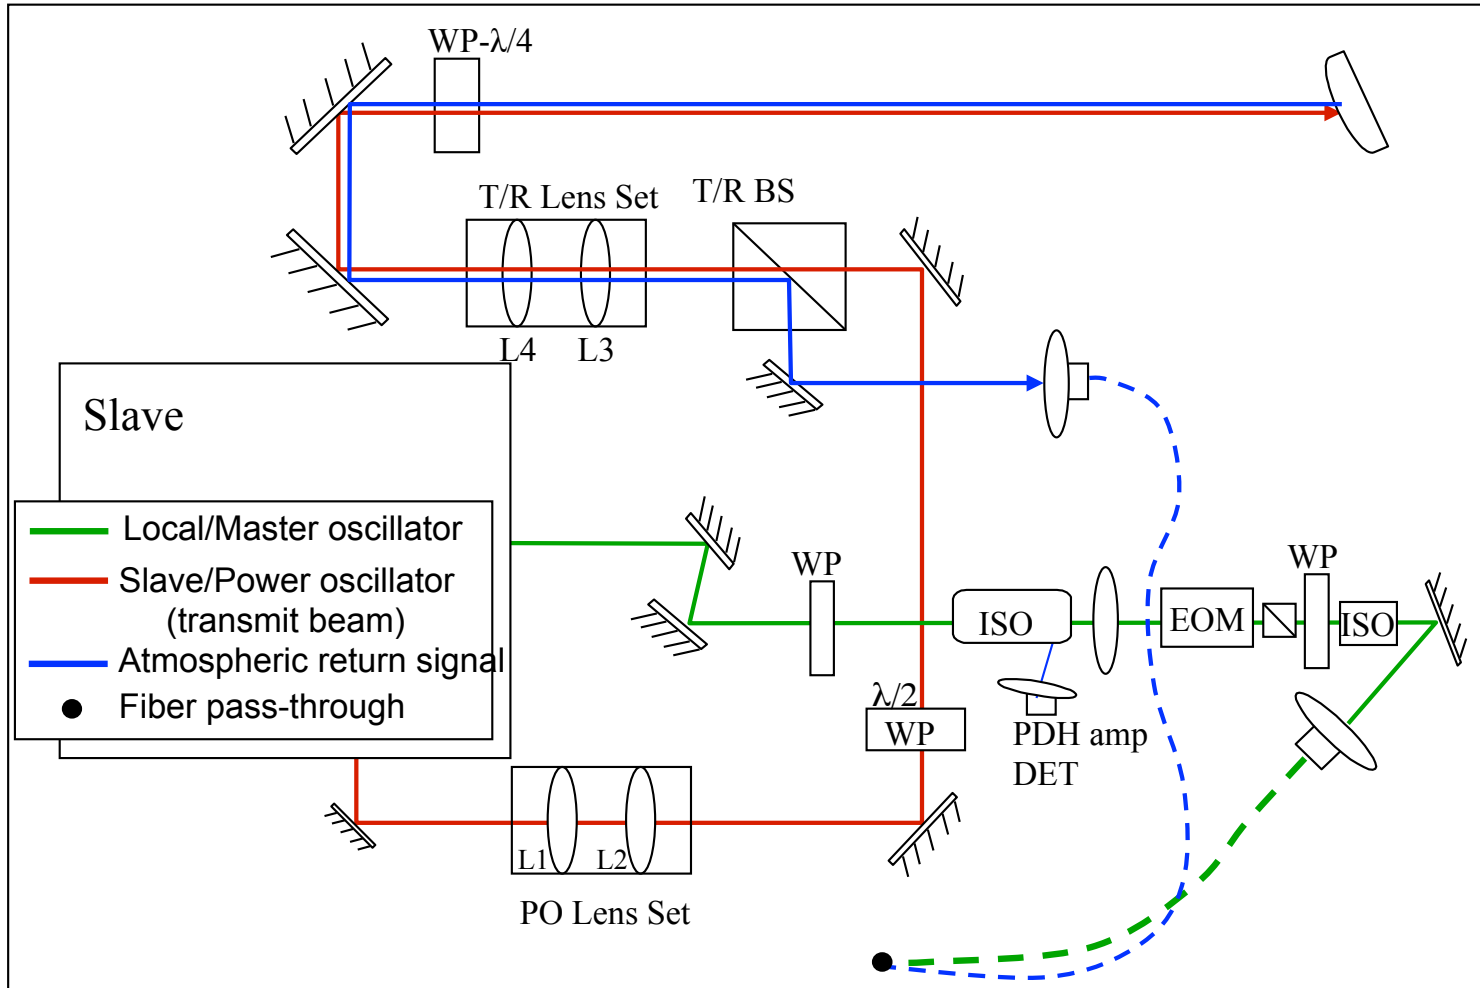 WP-λ/4
T/R Lens Set
T/R BS
L4
L3
Slave
Local/Master oscillator
Slave/Power oscillator
(transmit beam)
Atmospheric return signal
Fiber pass-through
WP
ISO
EOM
WP
ISO
λ/2
WP
PDH amp
DET
L1
L2
PO Lens Set